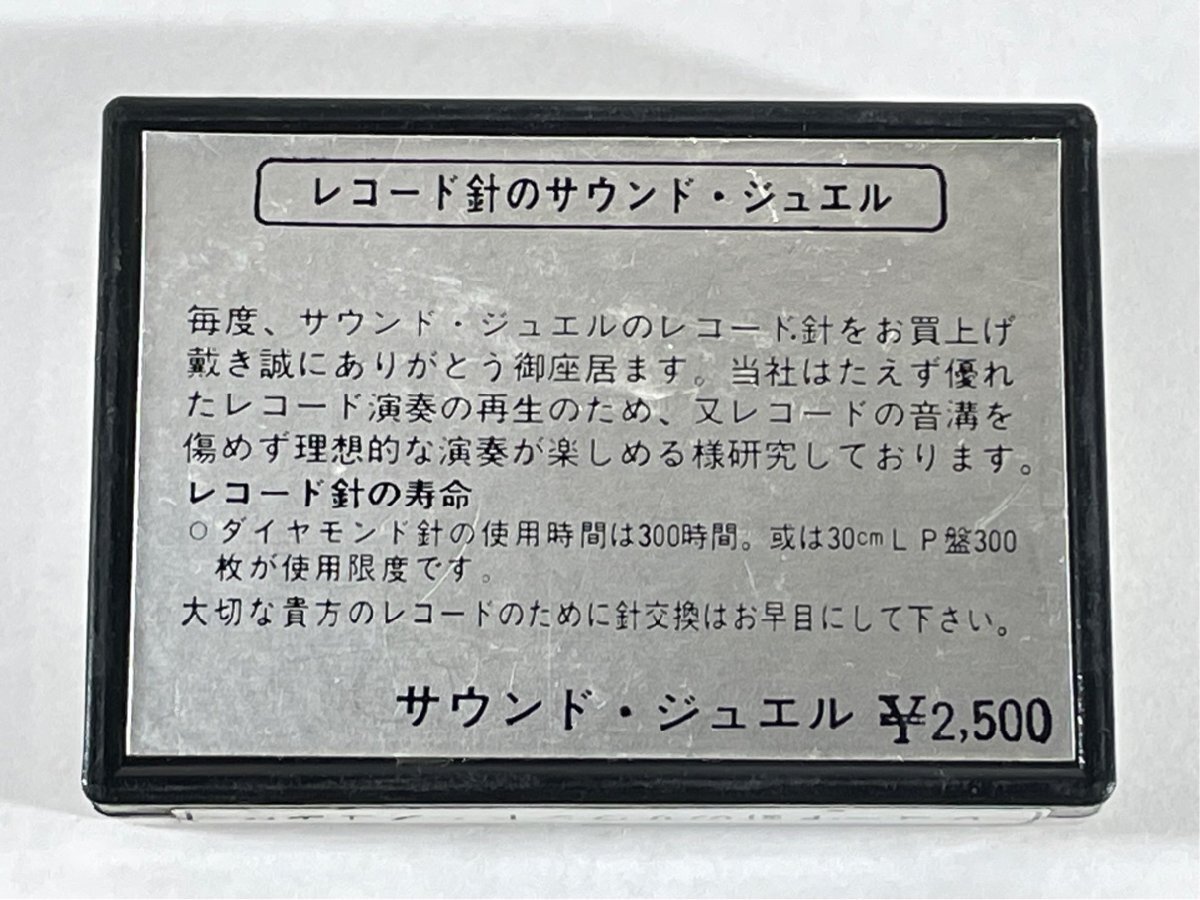 レコード針のサウンド・ジュエル
毎度、サウンド・ジュエルのレコード針をお買上げ
戴き誠にありがとう御座居ます。当社はたえず優れ
たレコード演奏の再生のため、又レコードの音溝を
傷めず理想的な演奏が楽しめる様研究しております。
レコード針の寿命
○ダイヤモンド針の使用時間は300時間。或は30cmLP盤300
枚が使用限度です。
大切な貴方のレコードのために針交換はお早目にして下さい。
サウンド・ジュエル ¥2,500